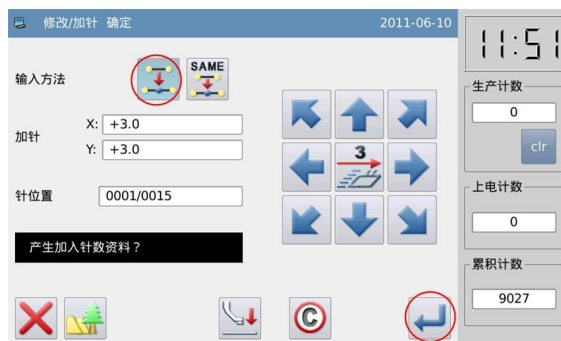 修改/加针 确定
2011-06-10
11:51
输入方法
SAME
加针
X: +3.0
Y: +3.0
3
针位置
0001/0015
产生加入针数资料？
C
生产计数
0
clr
上电计数
0
累积计数
9027